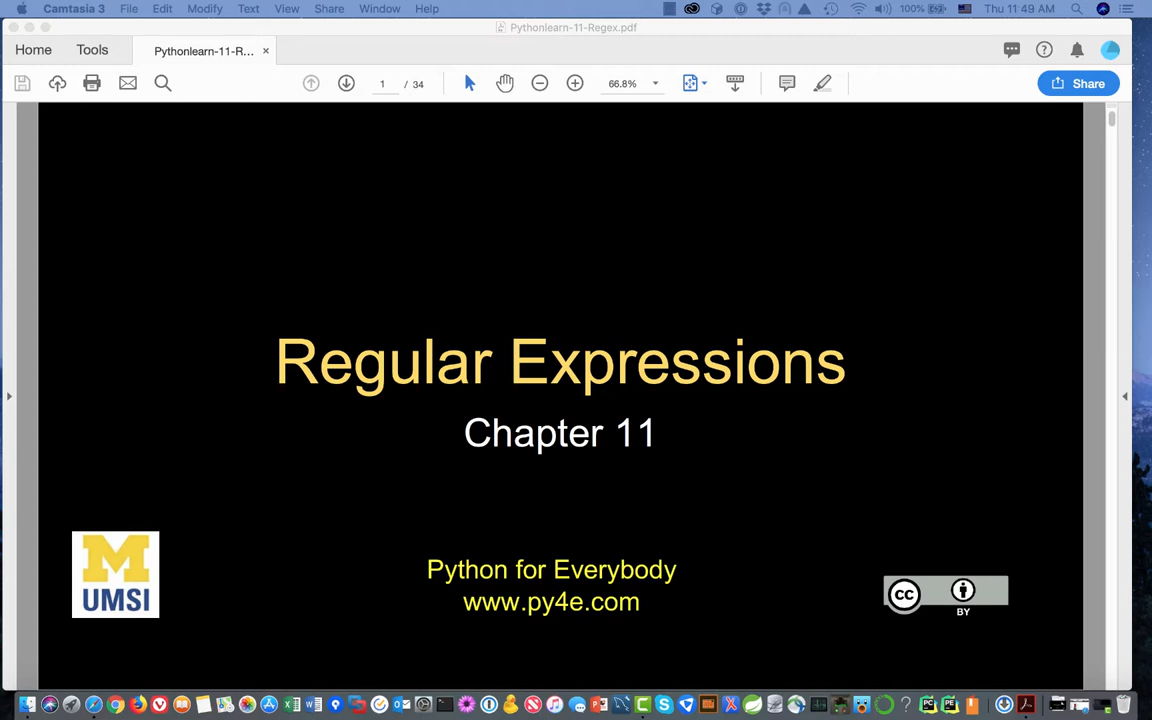 Camtasia 3 File Edit Modify Text View Share Window Help 100% Thu 11:49 AM
Pythonlearn-11-Regex.pdf
Home Tools Pythonlearn-11-R... ×
1 / 34 66.8% Share
Regular Expressions
Chapter 11
M
UMSI
Python for Everybody
www.py4e.com
cc
BY